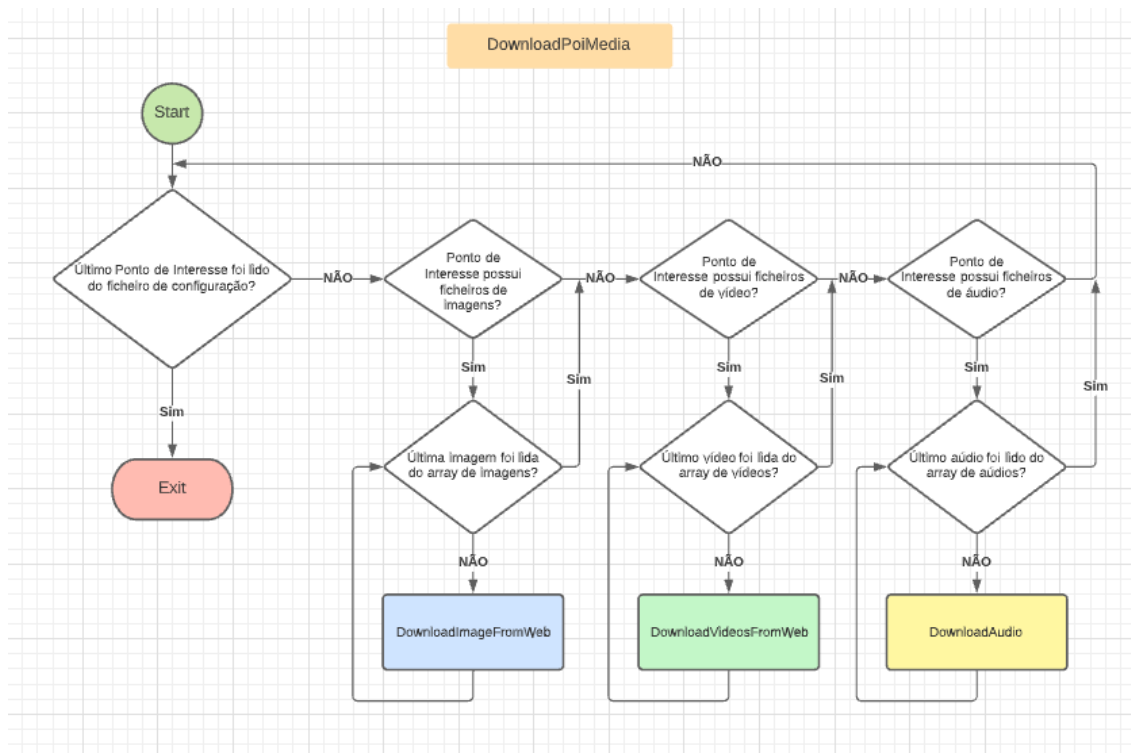 DownloadPoiMedia
Start
NÃO
Último Ponto de Interesse foi lido
do ficheiro de configuração?
NÃO
Ponto de
Interesse possui
ficheiros de
imagens?
NÃO
Ponto de
Interesse possui ficheiros
de vídeo?
NÃO
Ponto de
Interesse possui ficheiros
de áudio?
Sim
Sim
Sim
Sim
Sim
Sim
Sim
Última imagem foi lida
do array de imagens?
Último vídeo foi lida do
array de vídeos?
Último aúdio foi lido do
array de aúdios?
Exit
NÃO
NÃO
NÃO
DownloadImageFromWeb
DownloadVideosFromWeb
DownloadAudio